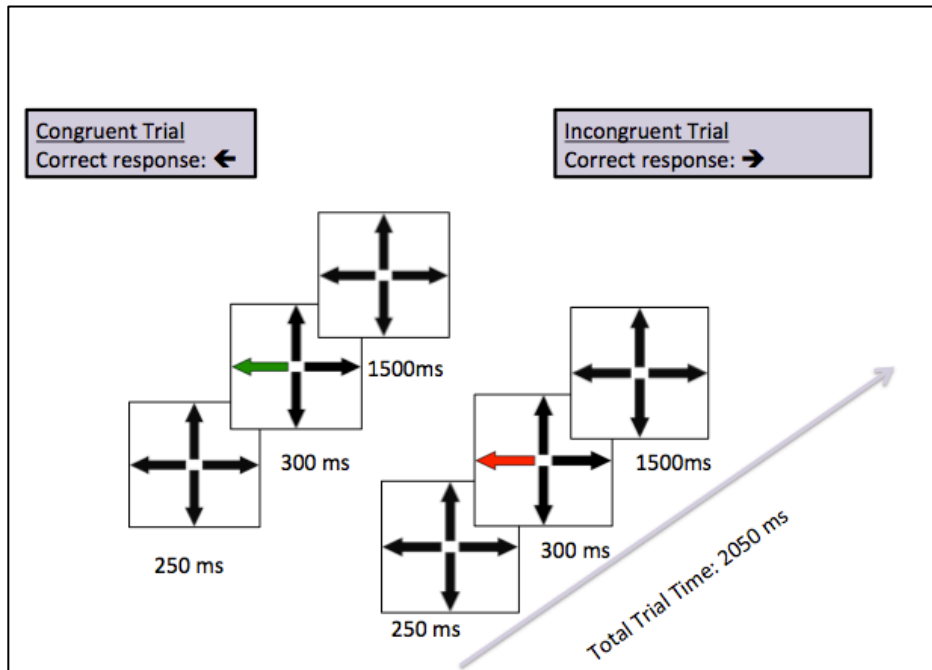 Congruent Trial
Correct response: 🡸
Incongruent Trial
Correct response: ➔
1500ms
300 ms
250 ms
1500ms
300 ms
250 ms
Total Trial Time: 2050 ms